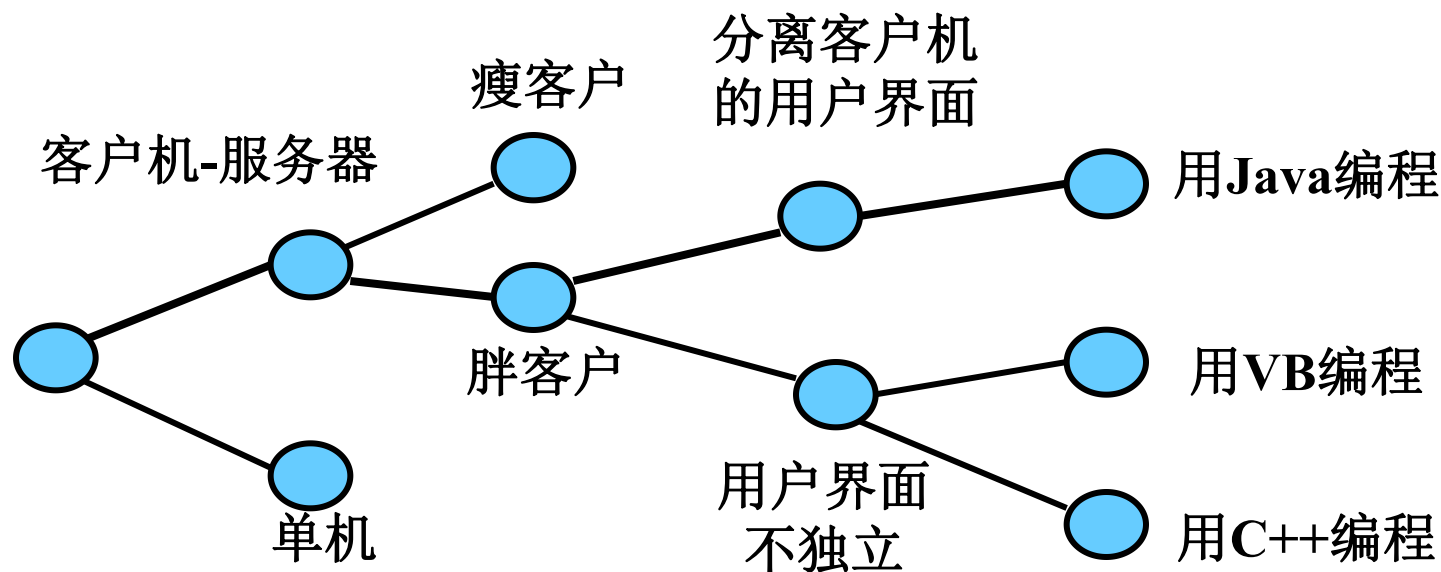 分离客户机
的用户界面
瘦客户
客户机-服务器
用Java编程
胖客户
用VB编程
用户界面
不独立
单机
用C++编程